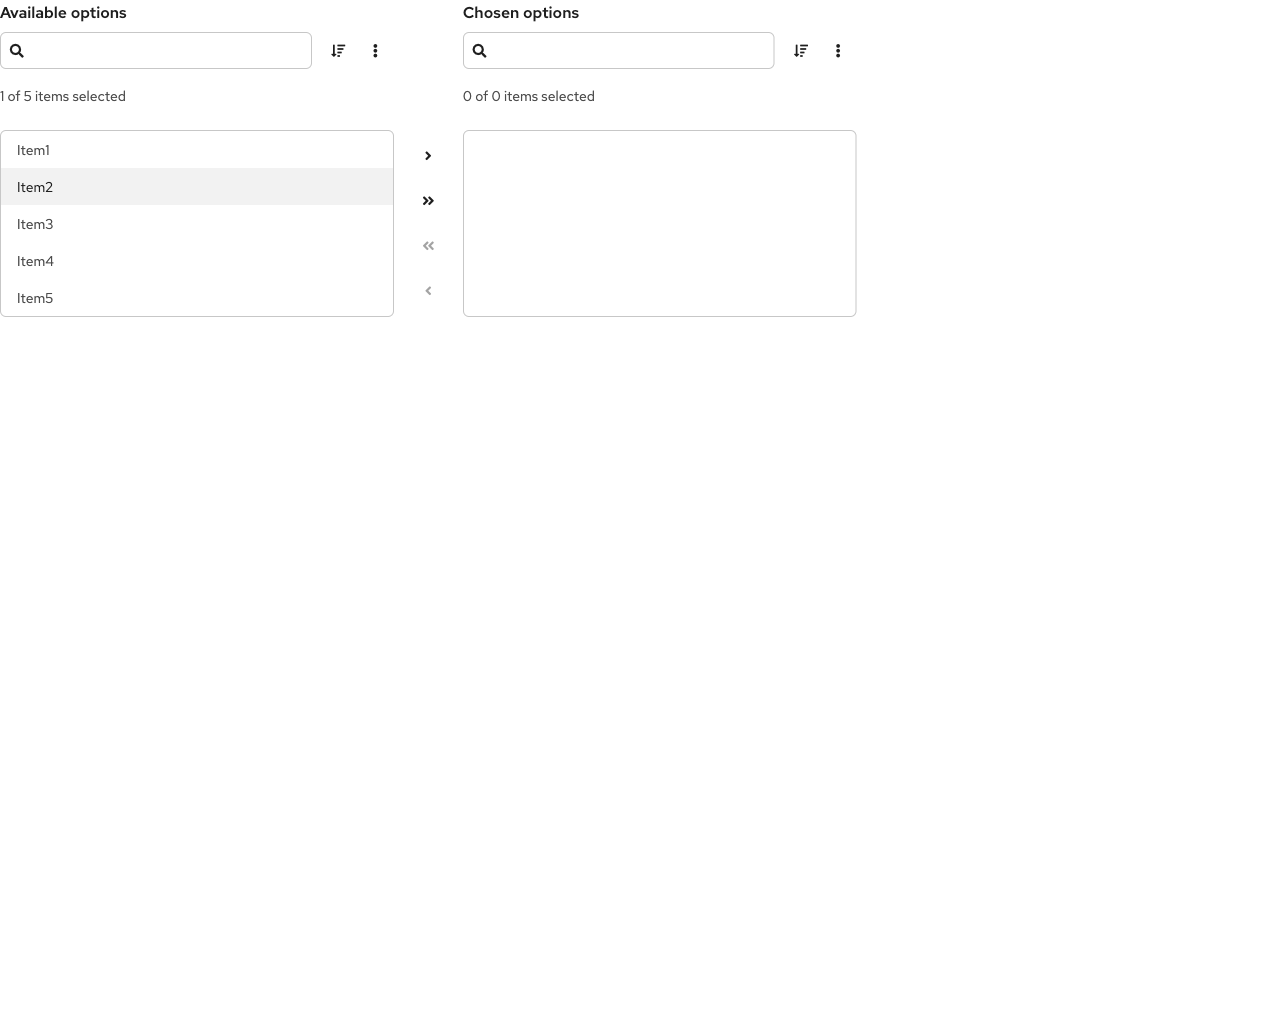 Available options
1 of 5 items selected
Item1
Item2
Item3
Item4
Item5
Chosen options
0 of 0 items selected